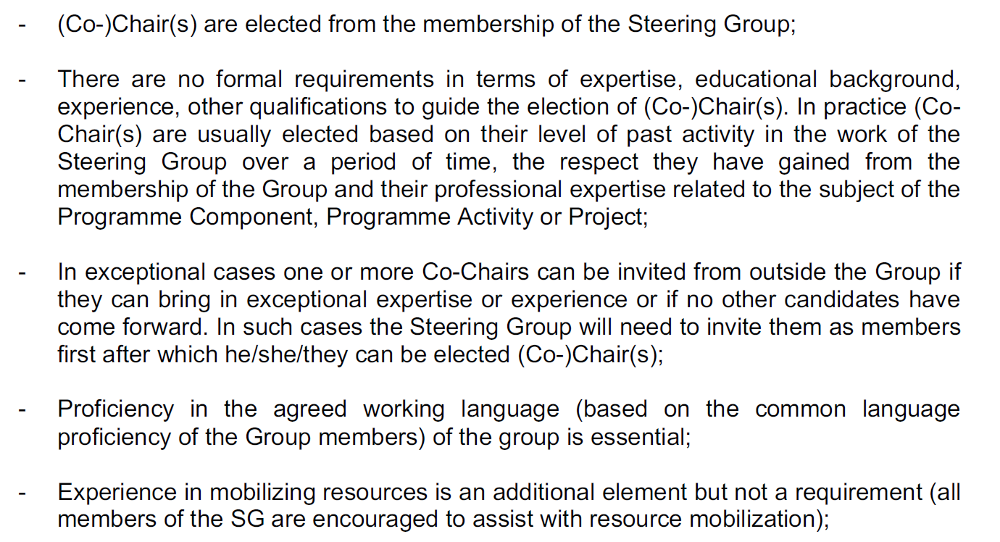 - (Co-)Chair(s) are elected from the membership of the Steering Group;
- There are no formal requirements in terms of expertise, educational background,
experience, other qualifications to guide the election of (Co-)Chair(s). In practice (Co-
Chair(s) are usually elected based on their level of past activity in the work of the
Steering Group over a period of time, the respect they have gained from the
membership of the Group and their professional expertise related to the subject of the
Programme Component, Programme Activity or Project;
- In exceptional cases one or more Co-Chairs can be invited from outside the Group if
they can bring in exceptional expertise or experience or if no other candidates have
come forward. In such cases the Steering Group will need to invite them as members
first after which he/she/they can be elected (Co-)Chair(s);
- Proficiency in the agreed working language (based on the common language
proficiency of the Group members) of the group is essential;
- Experience in mobilizing resources is an additional element but not a requirement (all
members of the SG are encouraged to assist with resource mobilization);